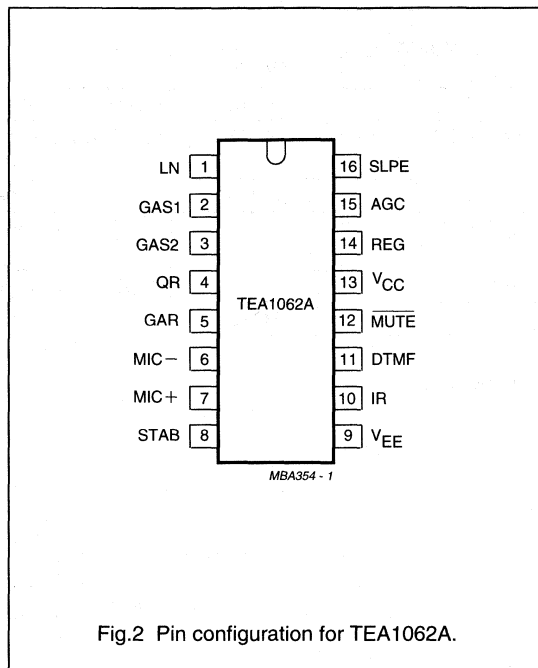 LN 1 16 SLPE
GAS1 2 15 AGC
GAS2 3 14 REG
QR 4 13 VCC
TEA1062A
GAR 5 12 MUTE
MIC− 6 11 DTMF
MIC+ 7 10 IR
STAB 8 9 VEE
MBA354 - 1
Fig.2 Pin configuration for TEA1062A.